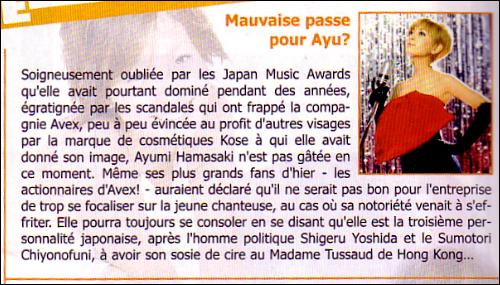 Mauvaise passe
pour Ayu?
Soigneusement oubliée par les Japan Music Awards
qu'elle avait pourtant dominé pendant des années,
égratignée par les scandales qui ont frappé la compa-
gnie Avex, peu à peu évincée au profit d'autres visages
par la marque de cosmétiques Kose à qui elle avait
donné son image, Ayumi Hamasaki n'est pas gâtée en
ce moment. Même ses plus grands fans d'hier - les
actionnaires d'Avex! - auraient déclaré qu'il ne serait pas bon pour l'entreprise
de trop se focaliser sur la jeune chanteuse, au cas où sa notoriété venait à s'ef-
friter. Elle pourra toujours se consoler en se disant qu'elle est la troisième per-
sonnalité japonaise, après l'homme politique Shigeru Yoshida et le Sumotori
Chiyonofuni, à avoir son sosie de cire au Madame Tussaud de Hong Kong...